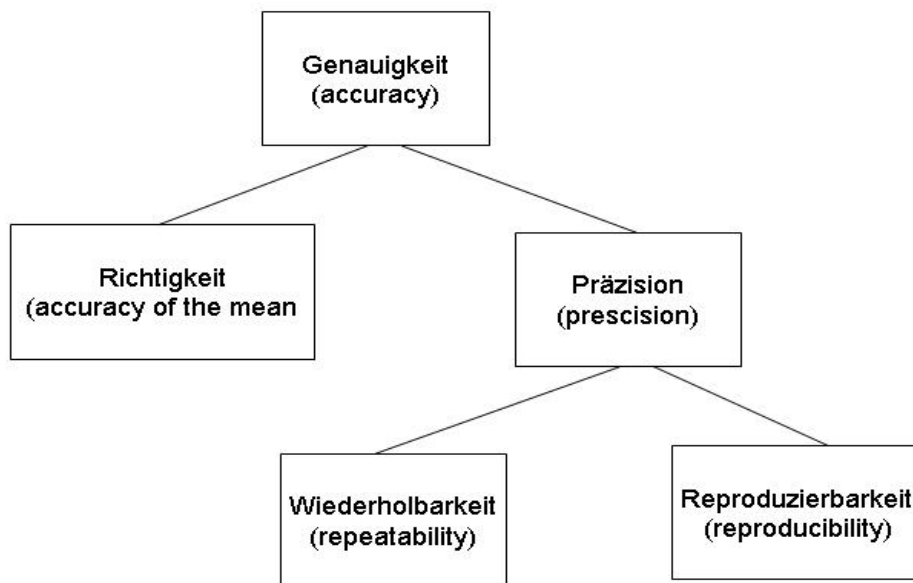 Genauigkeit
(accuracy)
Richtigkeit
(accuracy of the mean
Präzision
(prescision)
Wiederholbarkeit
(repeatability)
Reproduzierbarkeit
(reproducibility)